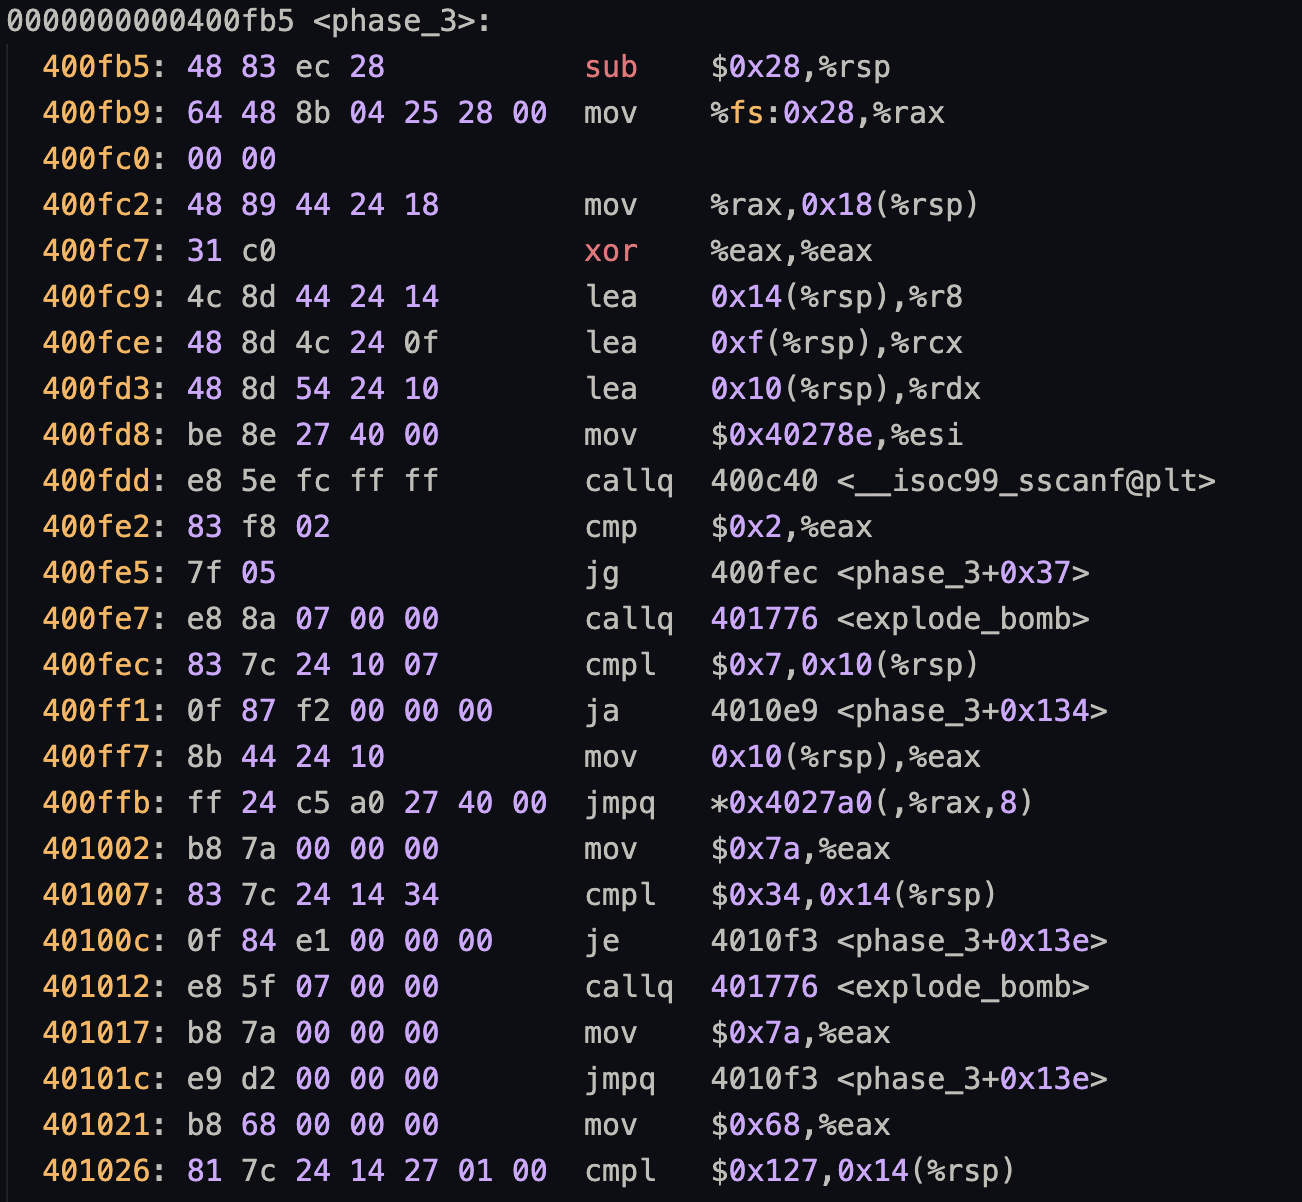 0000000000400fb5 <phase_3>:
400fb5: 48 83 ec 28 sub $0x28,%rsp
400fb9: 64 48 8b 04 25 28 00 mov %fs:0x28,%rax
400fc0: 00 00
400fc2: 48 89 44 24 18 mov %rax,0x18(%rsp)
400fc7: 31 c0 xor %eax,%eax
400fc9: 4c 8d 44 24 14 lea 0x14(%rsp),%r8
400fce: 48 8d 4c 24 0f lea 0xf(%rsp),%rcx
400fd3: 48 8d 54 24 10 lea 0x10(%rsp),%rdx
400fd8: be 8e 27 40 00 mov $0x40278e,%esi
400fdd: e8 5e fc ff ff callq 400c40 <__isoc99_sscanf@plt>
400fe2: 83 f8 02 cmp $0x2,%eax
400fe5: 7f 05 jg 400fec <phase_3+0x37>
400fe7: e8 8a 07 00 00 callq 401776 <explode_bomb>
400fec: 83 7c 24 10 07 cmpl $0x7,0x10(%rsp)
400ff1: 0f 87 f2 00 00 00 ja 4010e9 <phase_3+0x134>
400ff7: 8b 44 24 10 mov 0x10(%rsp),%eax
400ffb: ff 24 c5 a0 27 40 00 jmpq *0x4027a0(,%rax,8)
401002: b8 7a 00 00 00 mov $0x7a,%eax
401007: 83 7c 24 14 34 cmpl $0x34,0x14(%rsp)
40100c: 0f 84 e1 00 00 00 je 4010f3 <phase_3+0x13e>
401012: e8 5f 07 00 00 callq 401776 <explode_bomb>
401017: b8 7a 00 00 00 mov $0x7a,%eax
40101c: e9 d2 00 00 00 jmpq 4010f3 <phase_3+0x13e>
401021: b8 68 00 00 00 mov $0x68,%eax
401026: 81 7c 24 14 27 01 00 cmpl $0x127,0x14(%rsp)